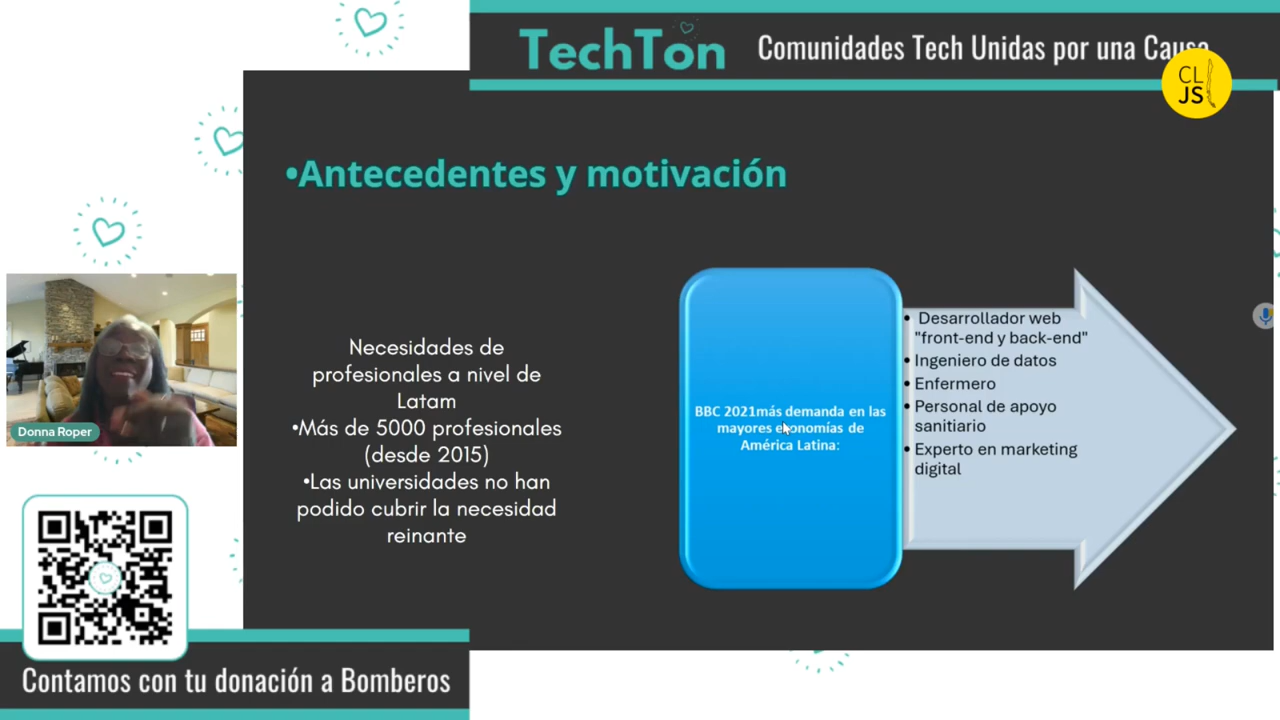 TechTon
Comunidades Tech Unidas por una Causa
CL
JS
•Antecedentes y motivación
Necesidades de
profesionales a nivel de
Latam
•Más de 5000 profesionales
(desde 2015)
•Las universidades no han
podido cubrir la necesidad
reinante
BBC 2021más demanda en las
mayores economías de
América Latina:
• Desarrollador web
"front-end y back-end"
• Ingeniero de datos
• Enfermero
• Personal de apoyo
sanitiario
• Experto en marketing
digital
Donna Roper
Contamos con tu donación a Bomberos